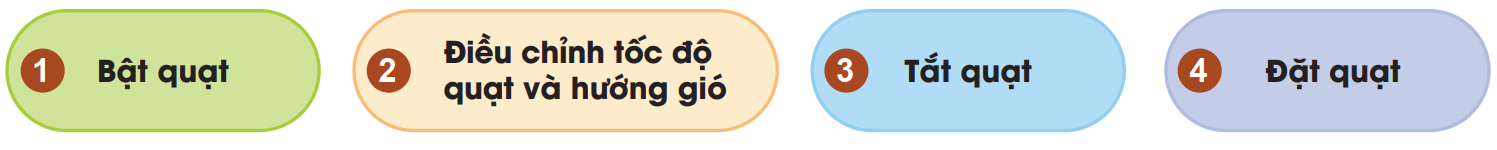 1 Bật quạt
2 Điều chỉnh tốc độ
quạt và hướng gió
3 Tắt quạt
4 Đặt quạt